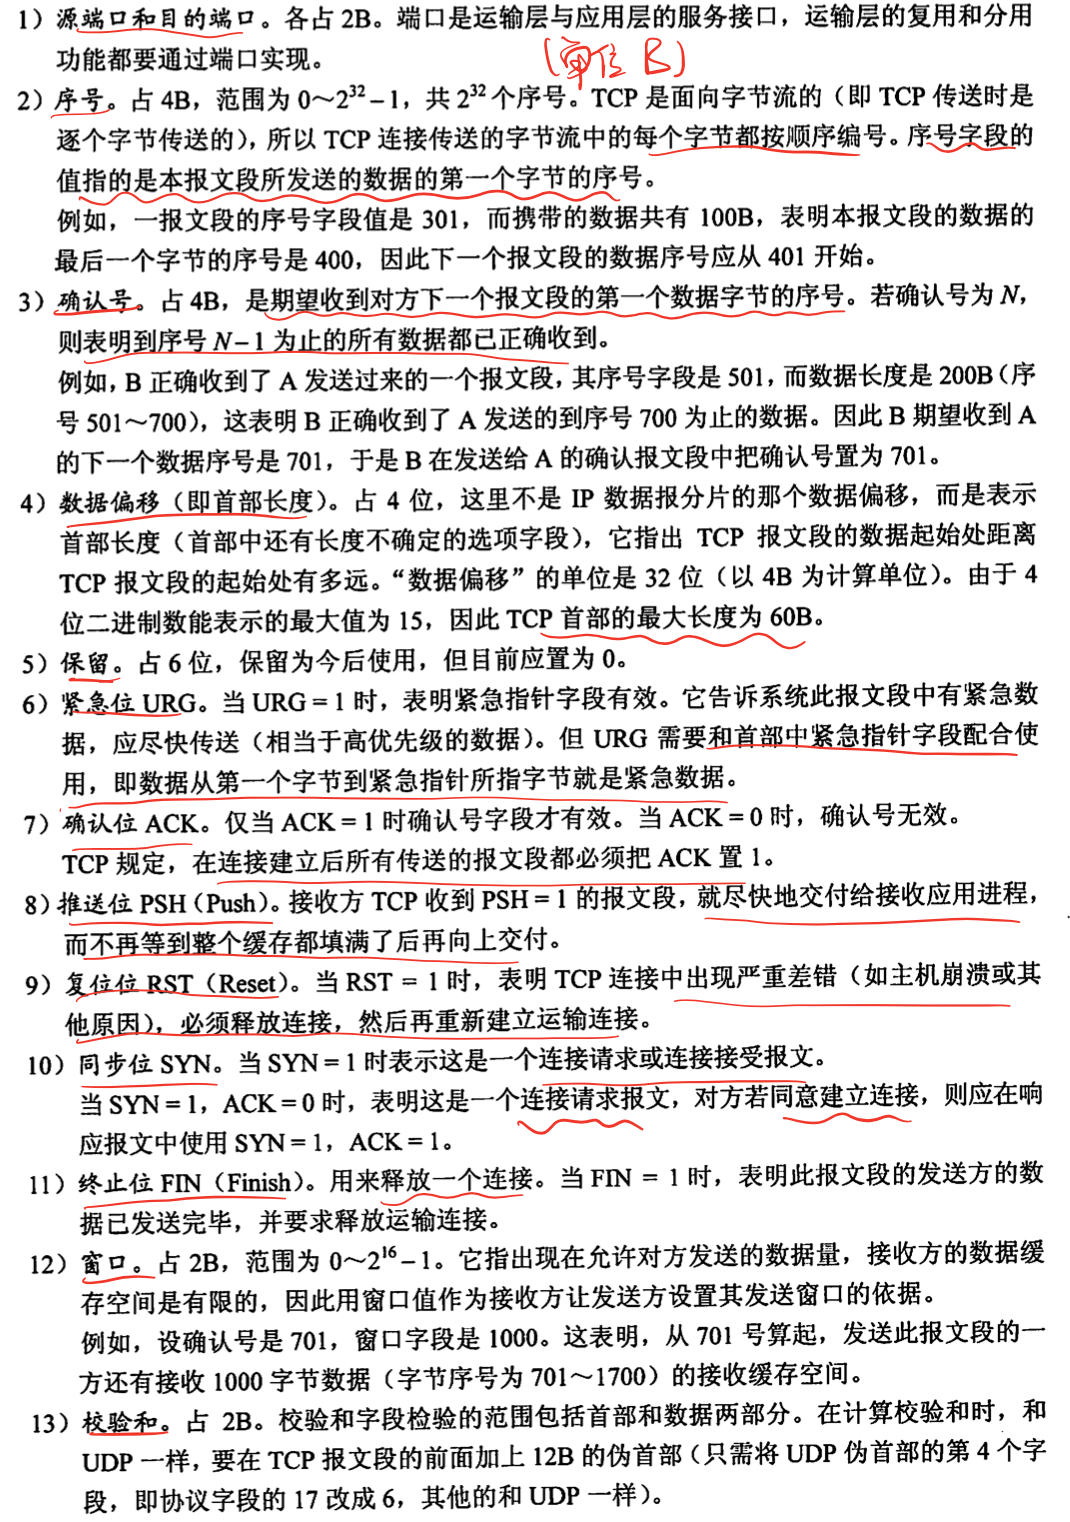 1）源端口和目的端口。各占 2B。端口是运输层与应用层的服务接口，运输层的复用和分用
功能都要通过端口实现。
（单位 B）
2）序号。占 4B，范围为 0～2³² – 1，共 2³² 个序号。TCP 是面向字节流的（即 TCP 传送时是
逐个字节传送的），所以 TCP 连接传送的字节流中的每个字节都按顺序编号。序号字段的
值指的是本报文段所发送的数据的第一个字节的序号。
例如，一报文段的序号字段值是 301，而携带的数据共有 100B，表明本报文段的数据的
最后一个字节的序号是 400，因此下一个报文段的数据序号应从 401 开始。
3）确认号。占 4B，是期望收到对方下一个报文段的第一个数据字节的序号。若确认号为 N，
则表明到序号 N – 1 为止的所有数据都已正确收到。
例如，B 正确收到了 A 发送过来的一个报文段，其序号字段是 501，而数据长度是 200B（序
号 501～700），这表明 B 正确收到了 A 发送的到序号 700 为止的数据。因此 B 期望收到 A
的下一个数据序号是 701，于是 B 在发送给 A 的确认报文段中把确认号置为 701。
4）数据偏移（即首部长度）。占 4 位，这里不是 IP 数据报分片的那个数据偏移，而是表示
首部长度（首部中还有长度不确定的选项字段），它指出 TCP 报文段的数据起始处距离
TCP 报文段的起始处有多远。“数据偏移”的单位是 32 位（以 4B 为计算单位）。由于 4
位二进制数能表示的最大值为 15，因此 TCP 首部的最大长度为 60B。
5）保留。占 6 位，保留为今后使用，但目前应置为 0。
6）紧急位 URG。当 URG = 1 时，表明紧急指针字段有效。它告诉系统此报文段中有紧急数
据，应尽快传送（相当于高优先级的数据）。但 URG 需要和首部中紧急指针字段配合使
用，即数据从第一个字节到紧急指针所指字节就是紧急数据。
7）确认位 ACK。仅当 ACK = 1 时确认号字段才有效。当 ACK = 0 时，确认号无效。
TCP 规定，在连接建立后所有传送的报文段都必须把 ACK 置 1。
8）推送位 PSH（Push）。接收方 TCP 收到 PSH = 1 的报文段，就尽快地交付给接收应用进程，
而不再等到整个缓存都填满了后再向上交付。
9）复位位 RST（Reset）。当 RST = 1 时，表明 TCP 连接中出现严重差错（如主机崩溃或其
他原因），必须释放连接，然后再重新建立运输连接。
10）同步位 SYN。当 SYN = 1 时表示这是一个连接请求或连接接受报文。
当 SYN = 1，ACK = 0 时，表明这是一个连接请求报文，对方若同意建立连接，则应在响
应报文中使用 SYN = 1，ACK = 1。
11）终止位 FIN（Finish）。用来释放一个连接。当 FIN = 1 时，表明此报文段的发送方的数
据已发送完毕，并要求释放运输连接。
12）窗口。占 2B，范围为 0～2¹⁶ – 1。它指出现在允许对方发送的数据量，接收方的数据缓
存空间是有限的，因此用窗口值作为接收方让发送方设置其发送窗口的依据。
例如，设确认号是 701，窗口字段是 1000。这表明，从 701 号算起，发送此报文段的一
方还有接收 1000 字节数据（字节序号为 701～1700）的接收缓存空间。
13）校验和。占 2B。校验和字段检验的范围包括首部和数据两部分。在计算校验和时，和
UDP 一样，要在 TCP 报文段的前面加上 12B 的伪首部（只需将 UDP 伪首部的第 4 个字
段，即协议字段的 17 改成 6，其他的和 UDP 一样）。